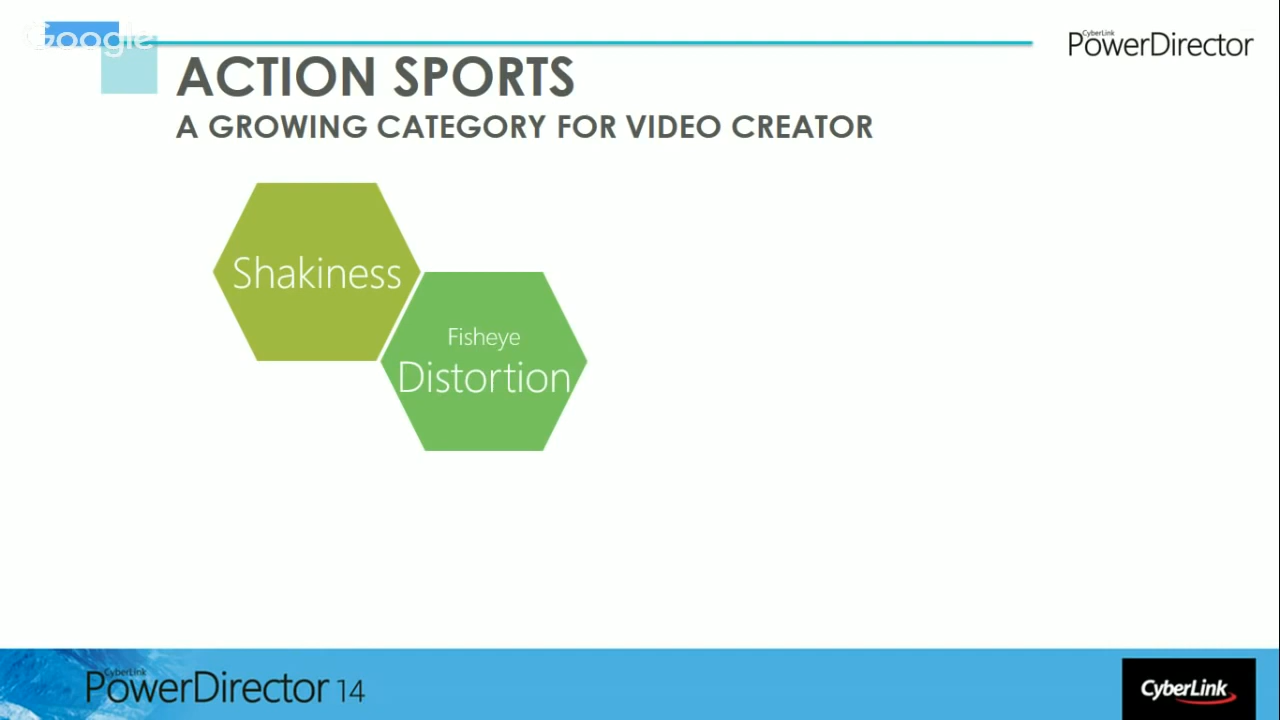 Google
CyberLink
PowerDirector
ACTION SPORTS
A GROWING CATEGORY FOR VIDEO CREATOR
Shakiness
Fisheye
Distortion
CyberLink
PowerDirector 14
CyberLink